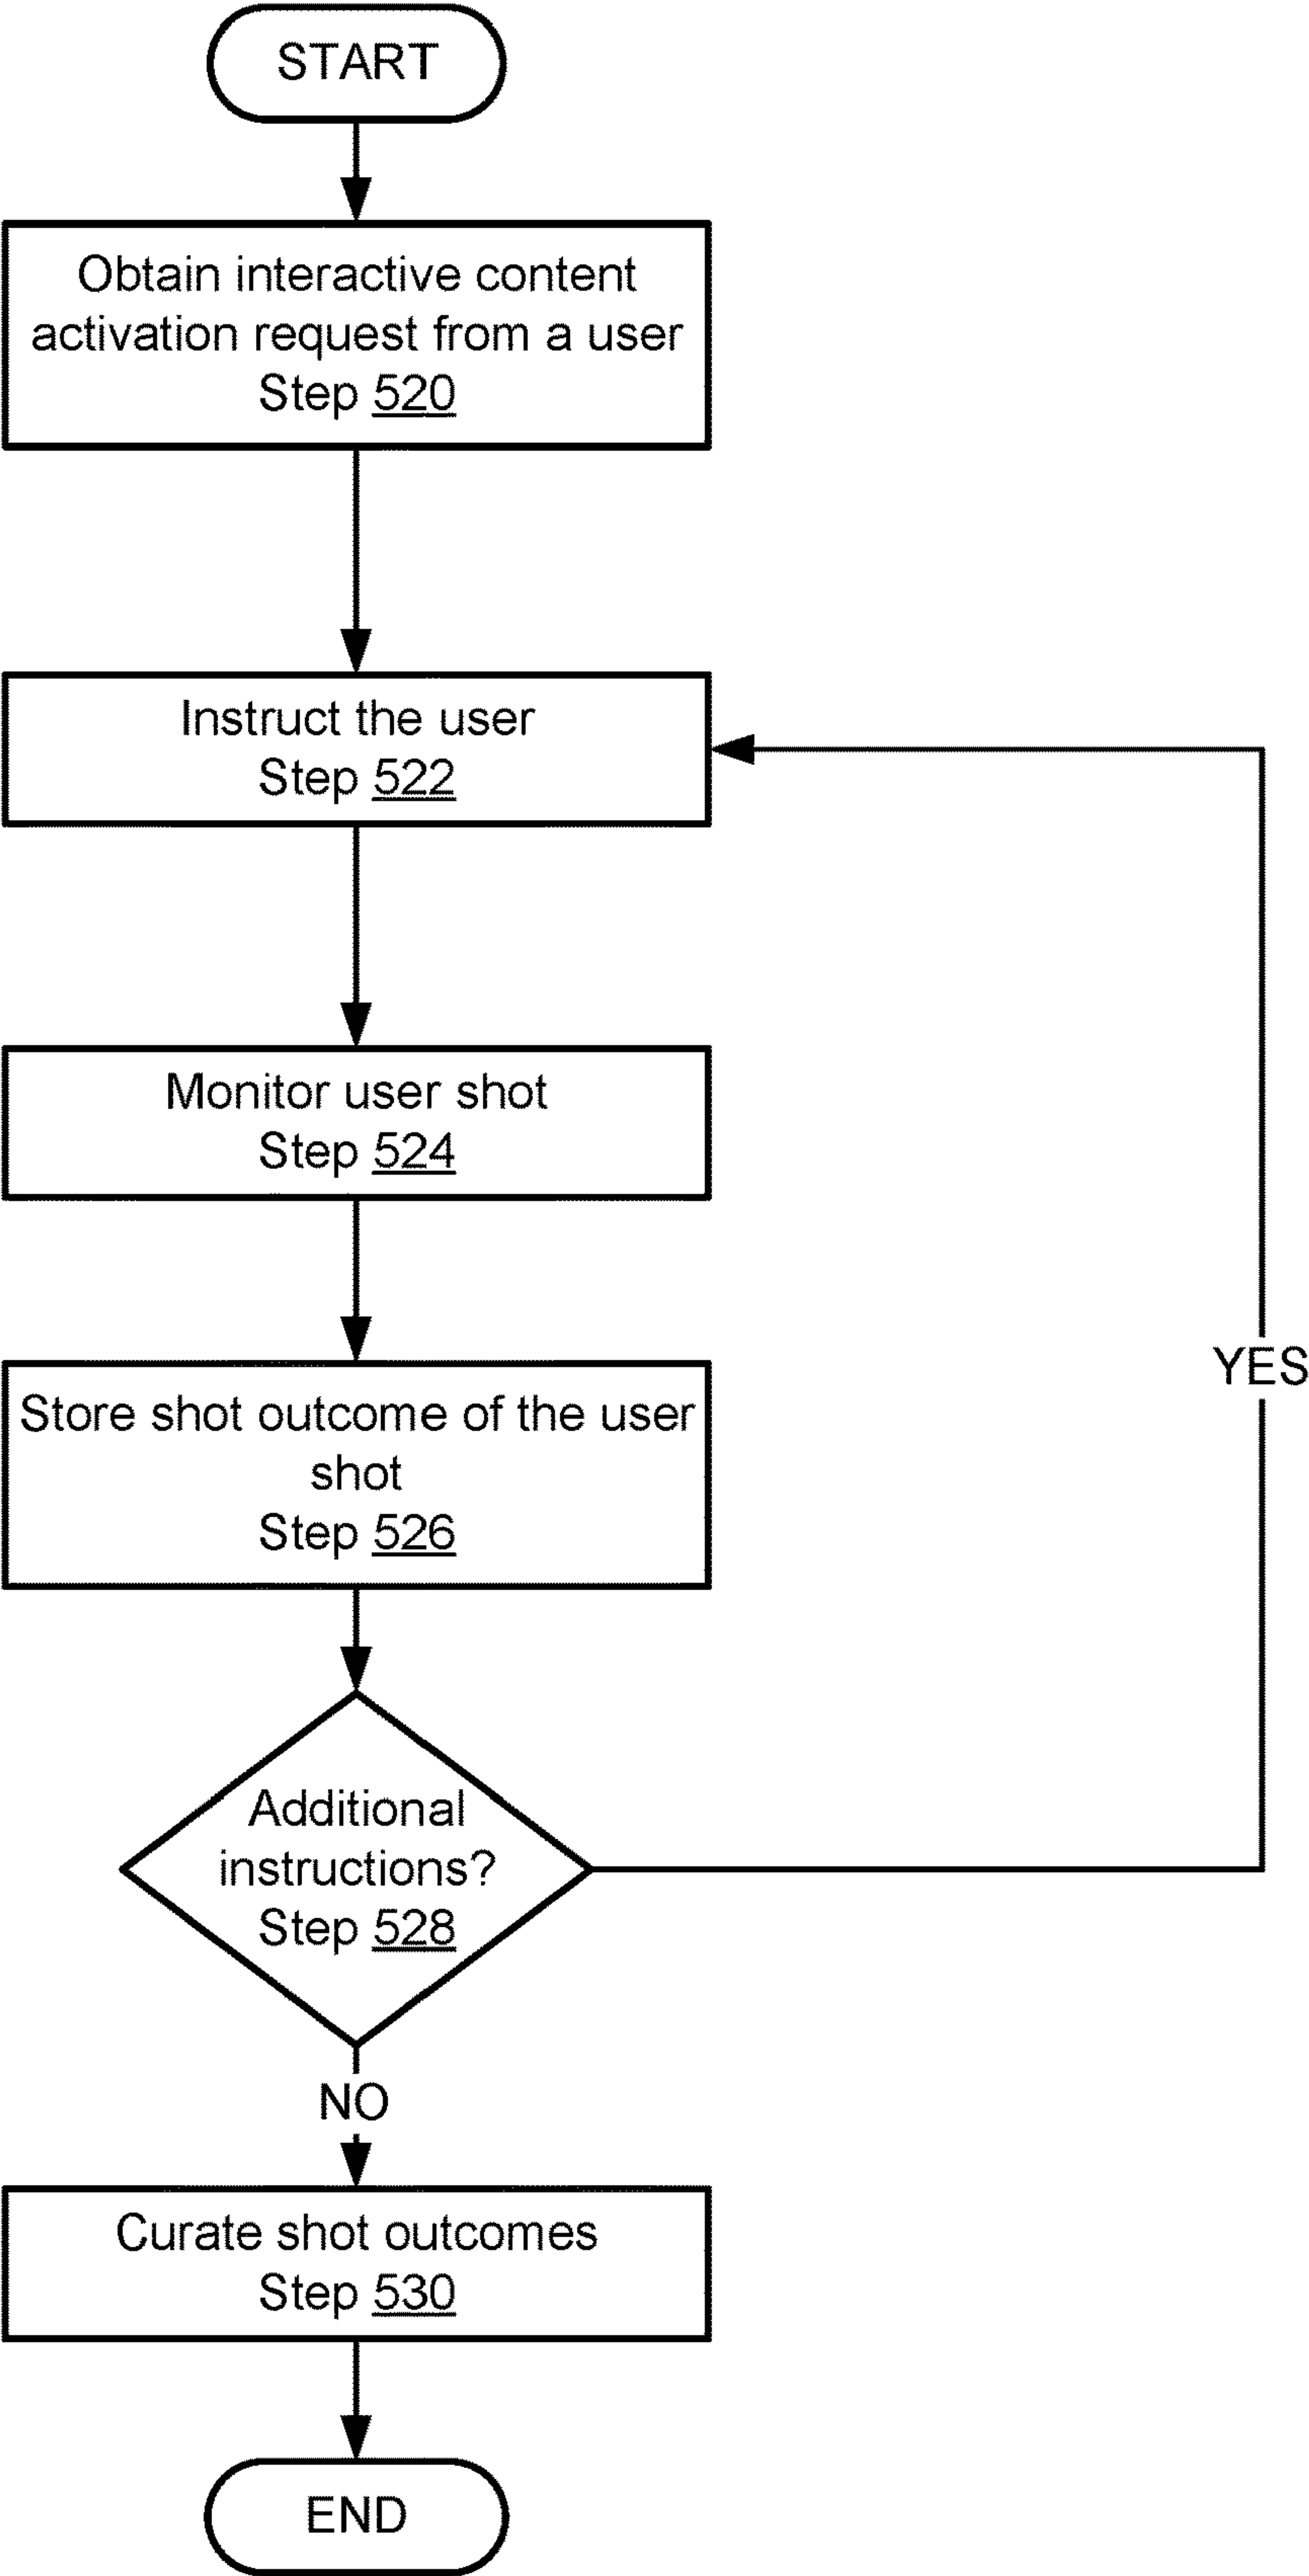 START
Obtain interactive content
activation request from a user
Step 520
Instruct the user
Step 522
Monitor user shot
Step 524
Store shot outcome of the user
shot
Step 526
YES
Additional
instructions?
Step 528
NO
Curate shot outcomes
Step 530
END